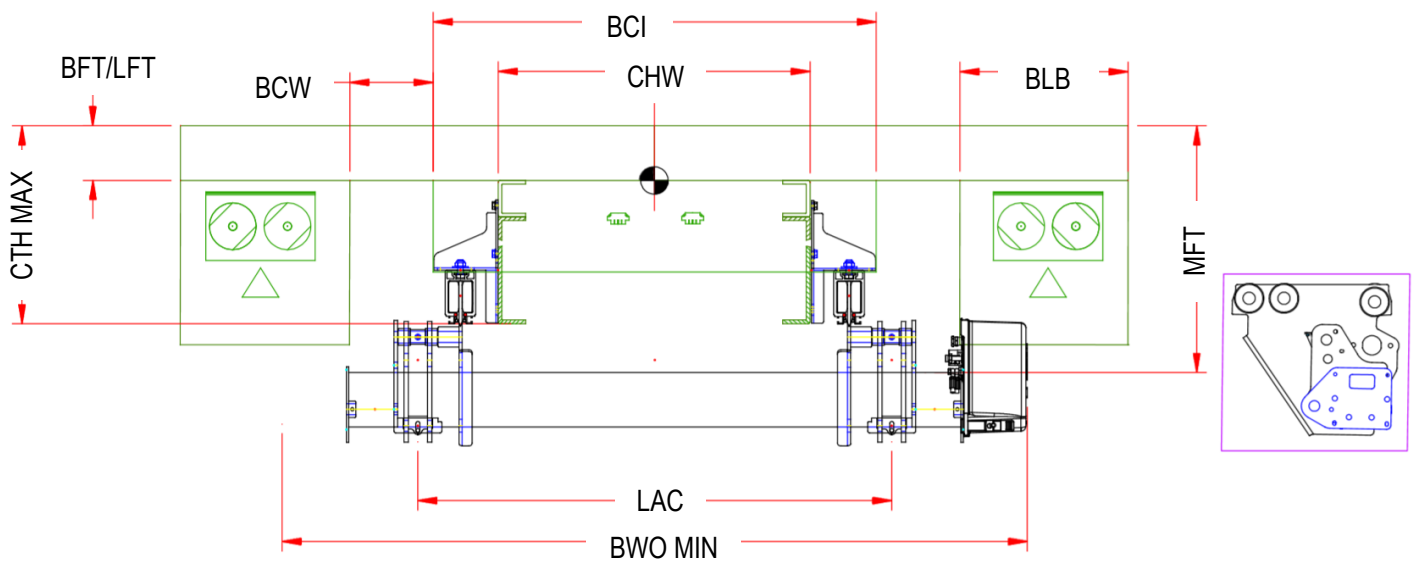 BCI
BFT/LFT
BCW
CHW
BLB
CTH MAX
MFT
LAC
BWO MIN